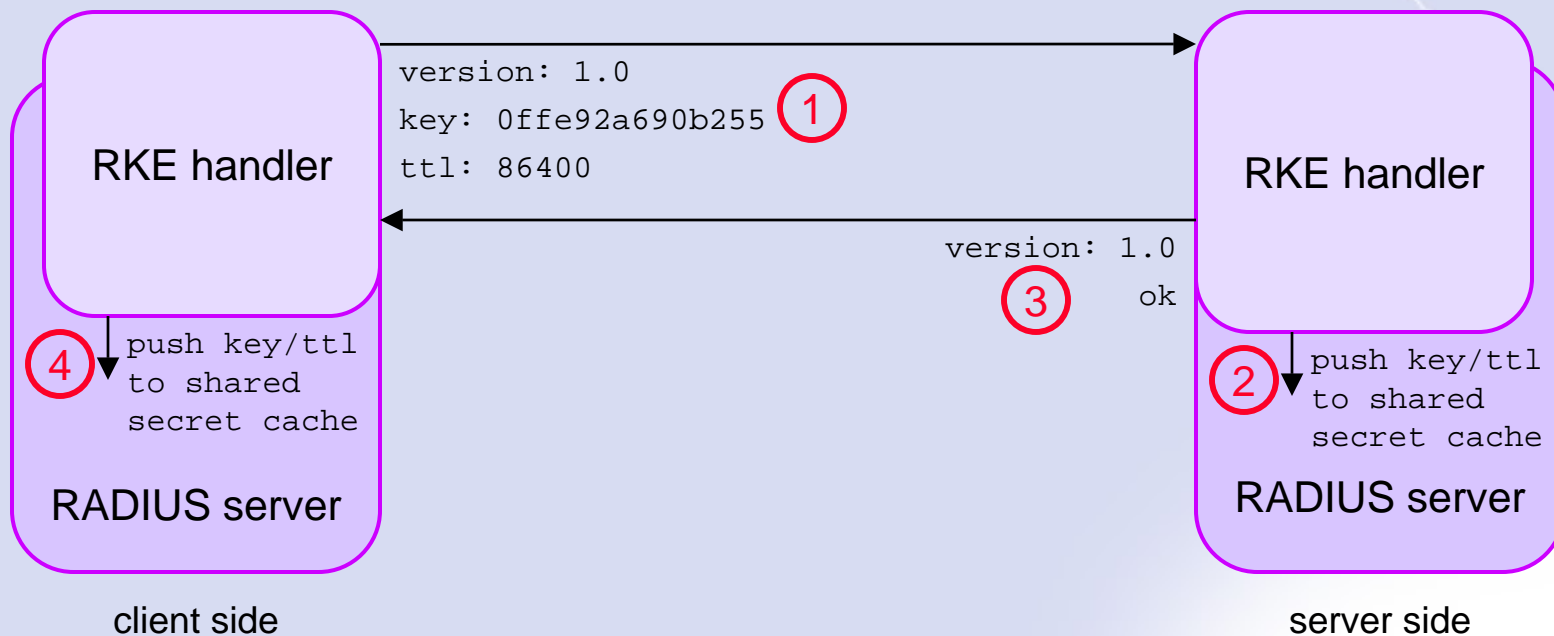 RKE handler
version: 1.0
key: 0ffe92a690b255
ttl: 86400
1
RKE handler
version: 1.0
ok
3
4
push key/ttl
to shared
secret cache
RADIUS server
2
push key/ttl
to shared
secret cache
RADIUS server
client side
server side